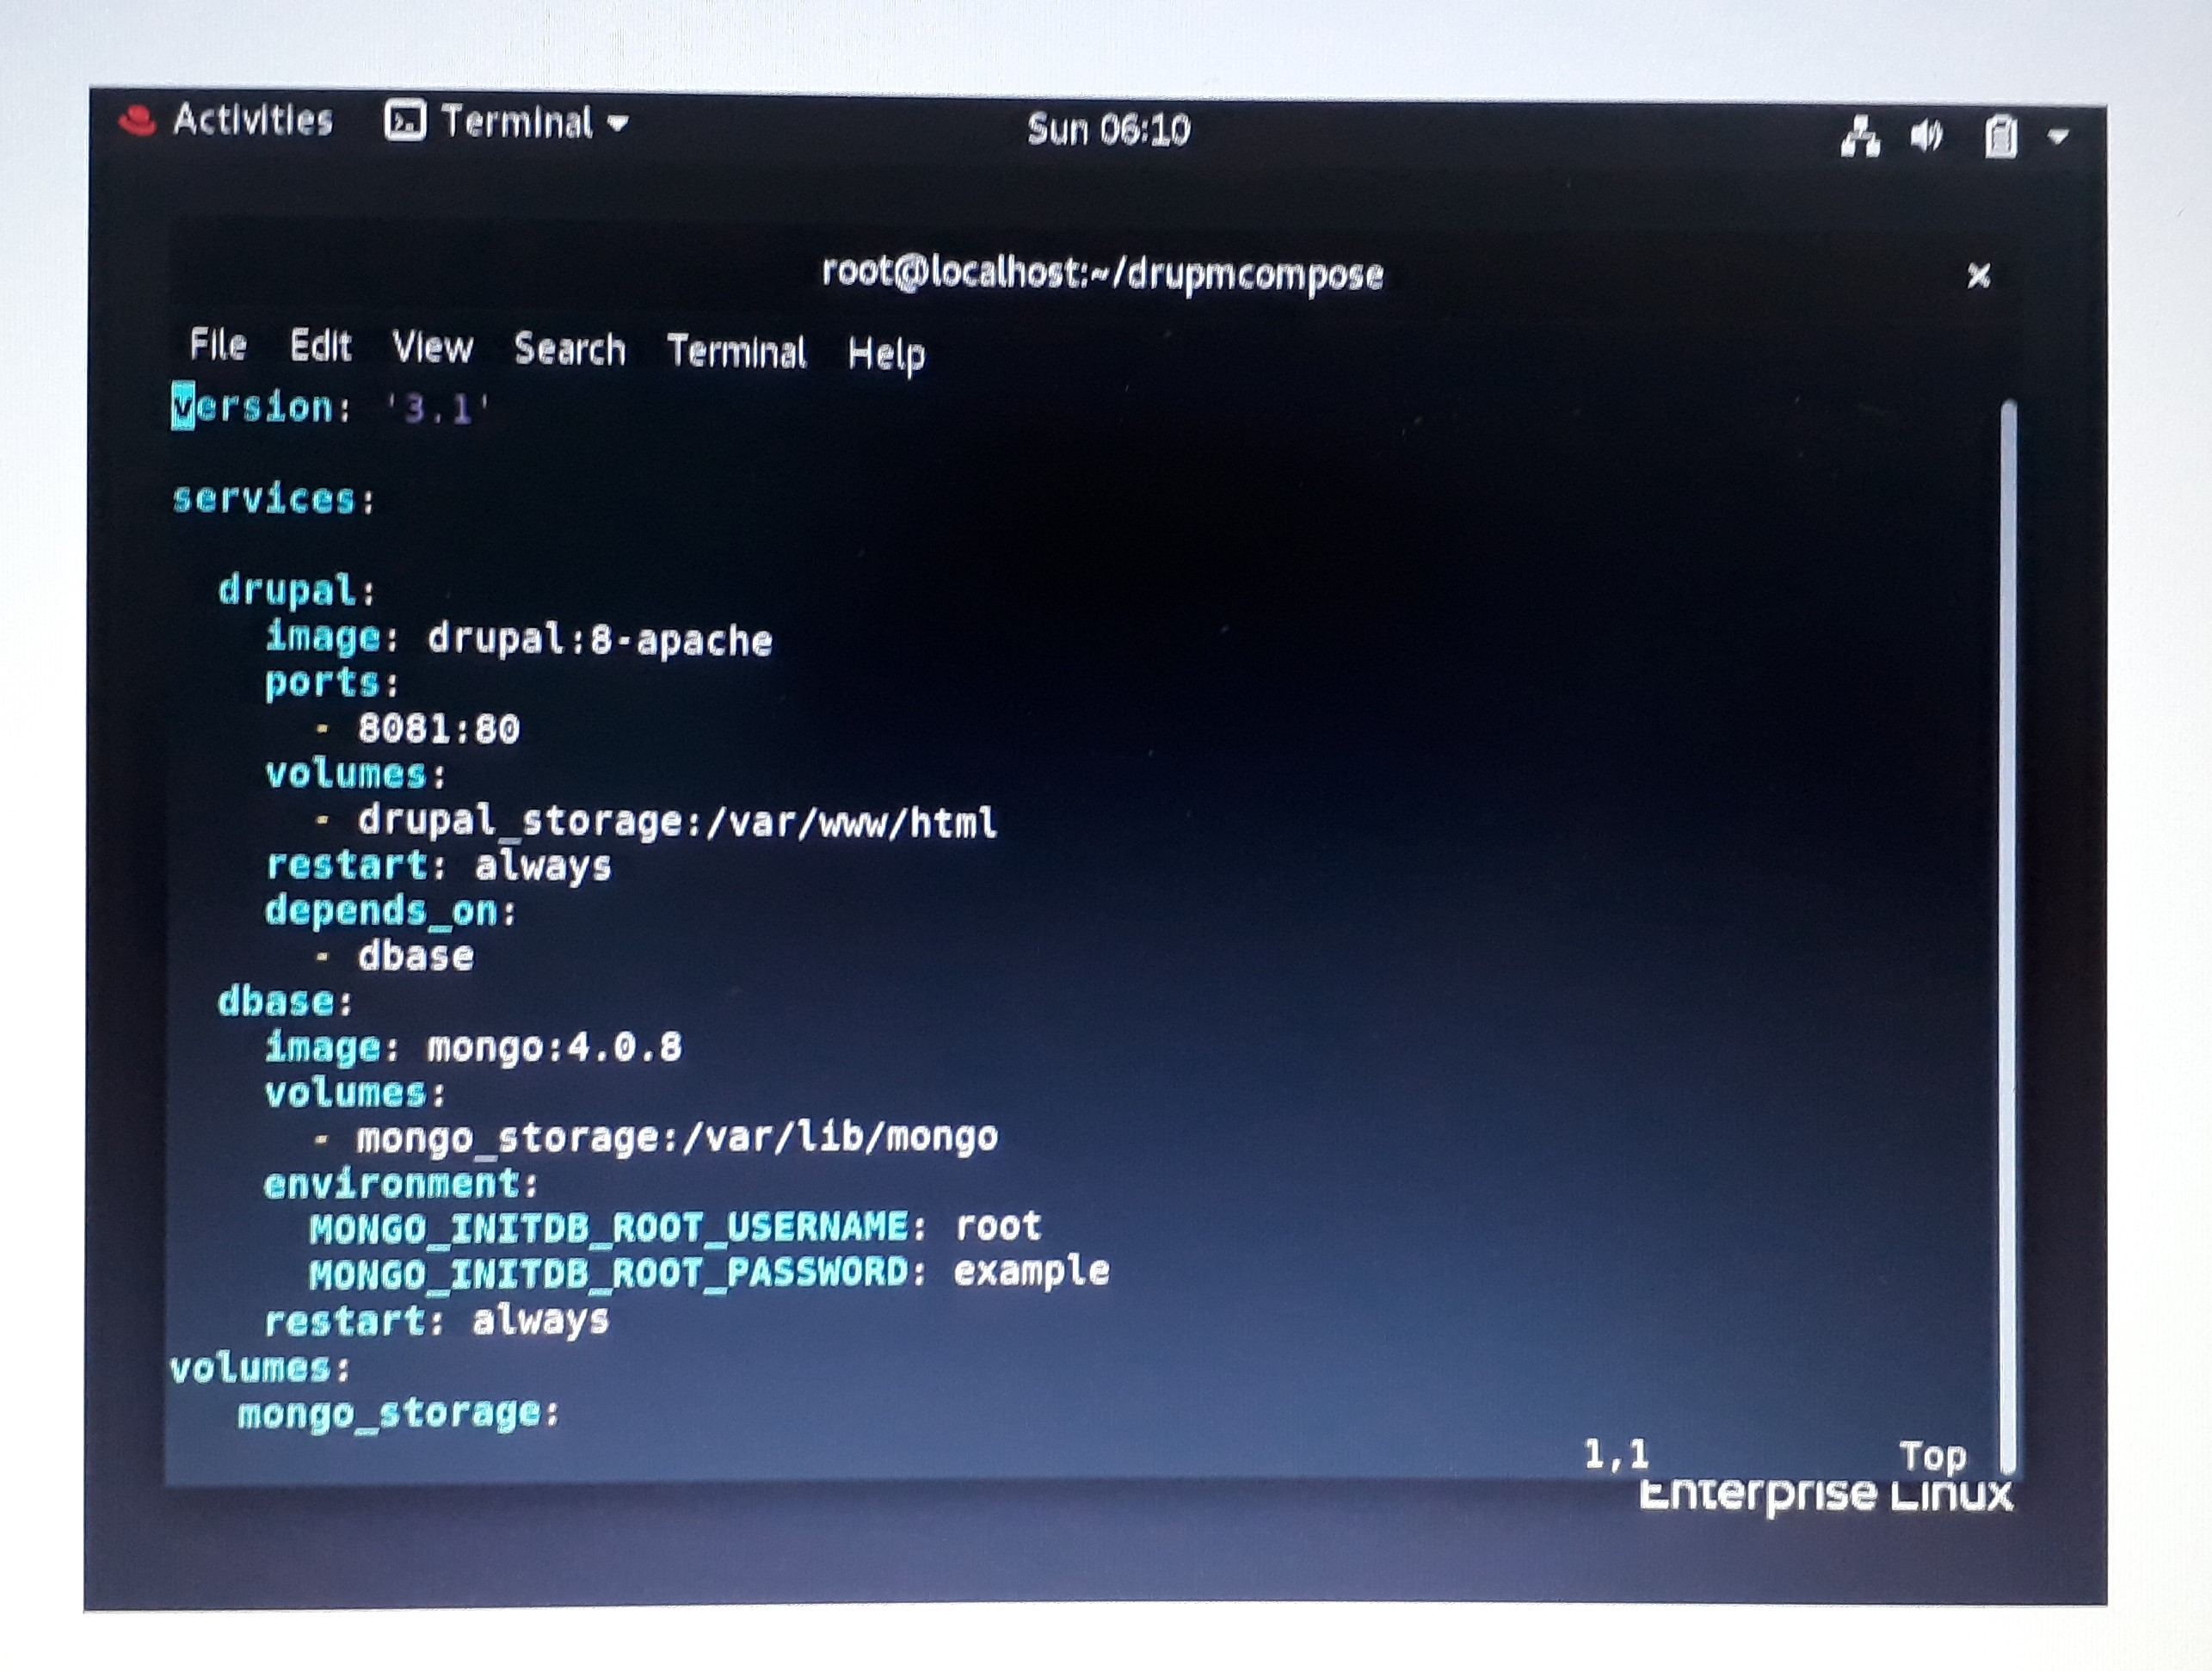 Activities Terminal Sun 06:10
root@localhost:~/drupmcompose
File Edit View Search Terminal Help
version: '3.1'
services:
drupal:
image: drupal:8-apache
ports:
- 8081:80
volumes:
- drupal_storage:/var/www/html
restart: always
depends_on:
- dbase
dbase:
image: mongo:4.0.8
volumes:
- mongo_storage:/var/lib/mongo
environment:
MONGO_INITDB_ROOT_USERNAME: root
MONGO_INITDB_ROOT_PASSWORD: example
restart: always
volumes:
mongo_storage:
1,1 Top
Enterprise Linux